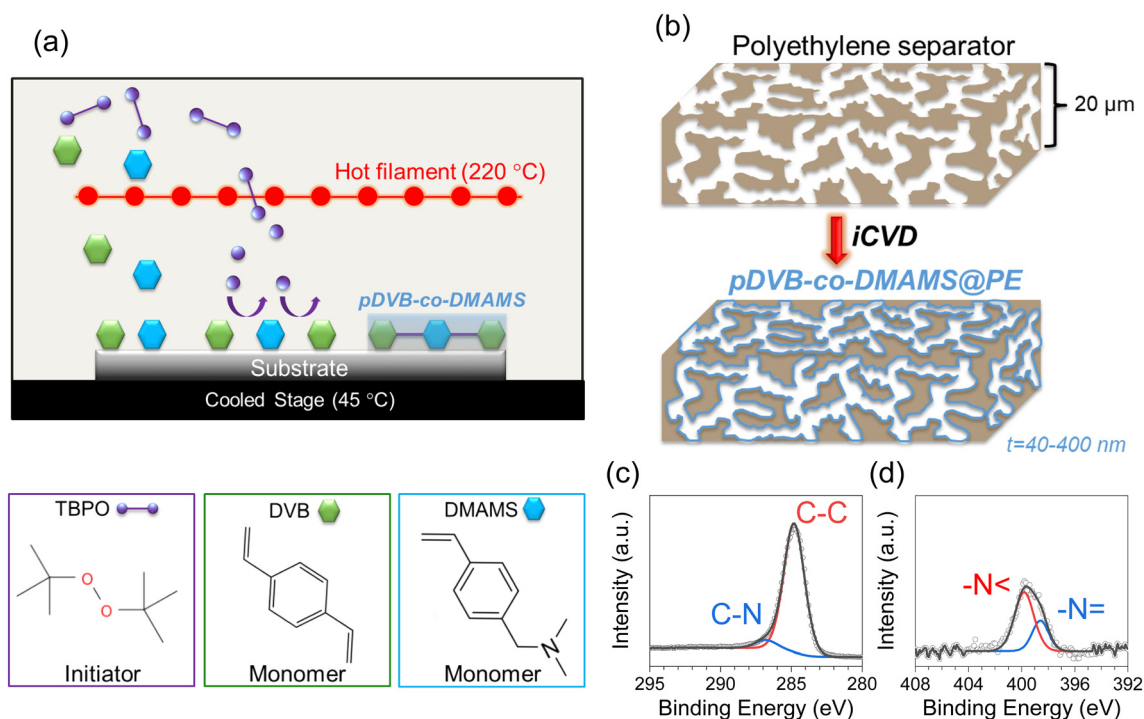 (a)
Hot filament (220 °C)
pDVB-co-DMAMS
Substrate
Cooled Stage (45 °C)
(b)
Polyethylene separator
20 μm
iCVD
pDVB-co-DMAMS@PE
t=40-400 nm
TBPO
O
O
Initiator
DVB
Monomer
DMAMS
N
Monomer
(c)
Intensity (a.u.)
C-C
C-N
295 290 285 280
Binding Energy (eV)
(d)
Intensity (a.u.)
-N<
-N=
408 404 400 396 392
Binding Energy (eV)